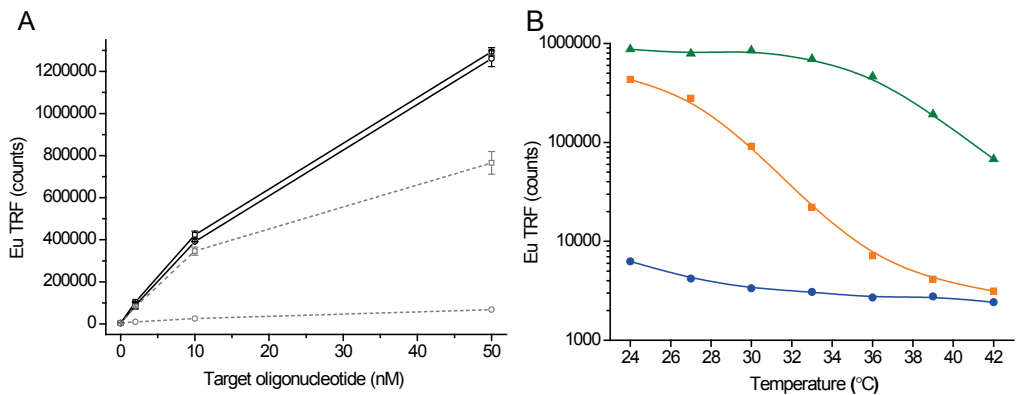 A
Eu TRF (counts)
1200000
1000000
800000
600000
400000
200000
0
0 10 20 30 40 50
Target oligonucleotide (nM)
B
Eu TRF (counts)
1000000
100000
10000
1000
24 26 28 30 32 34 36 38 40 42
Temperature (°C)